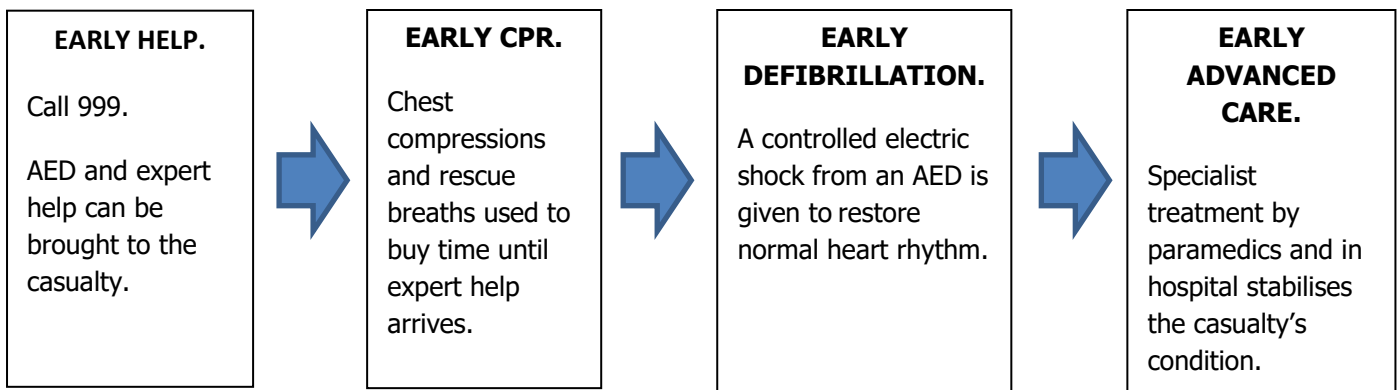 EARLY HELP.
Call 999.
AED and expert
help can be
brought to the
casualty.
EARLY CPR.
Chest
compressions
and rescue
breaths used to
buy time until
expert help
arrives.
EARLY
DEFIBRILLATION.
A controlled electric
shock from an AED is
given to restore
normal heart rhythm.
EARLY
ADVANCED
CARE.
Specialist
treatment by
paramedics and in
hospital stabilises
the casualty’s
condition.